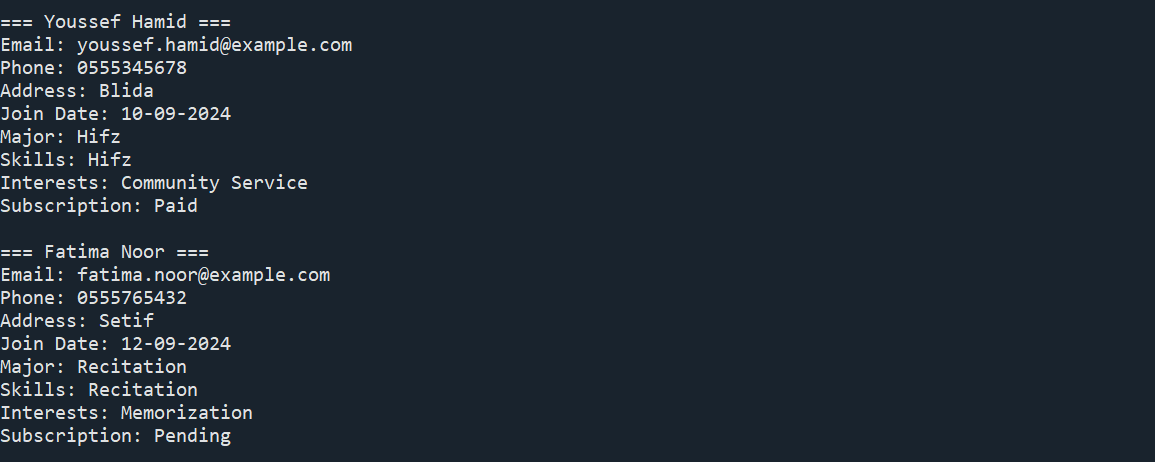 === Youssef Hamid ===
Email: youssef.hamid@example.com
Phone: 0555345678
Address: Blida
Join Date: 10-09-2024
Major: Hifz
Skills: Hifz
Interests: Community Service
Subscription: Paid
=== Fatima Noor ===
Email: fatima.noor@example.com
Phone: 0555765432
Address: Setif
Join Date: 12-09-2024
Major: Recitation
Skills: Recitation
Interests: Memorization
Subscription: Pending